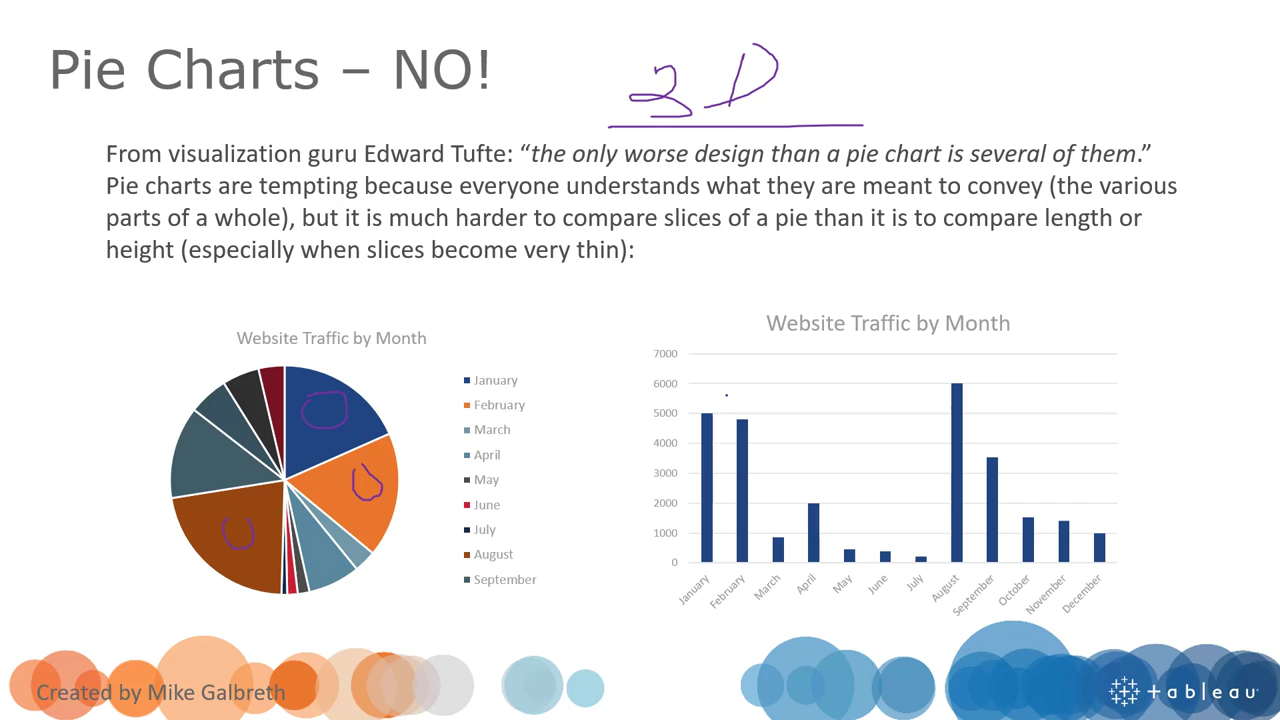 Pie Charts – NO!
3D
From visualization guru Edward Tufte: “the only worse design than a pie chart is several of them.”
Pie charts are tempting because everyone understands what they are meant to convey (the various
parts of a whole), but it is much harder to compare slices of a pie than it is to compare length or
height (especially when slices become very thin):
Website Traffic by Month
January
February
March
April
May
June
July
August
September
Website Traffic by Month
7000
6000
5000
4000
3000
2000
1000
0
January
February
March
April
May
June
July
August
September
October
November
December
Created by Mike Galbreth
tableau